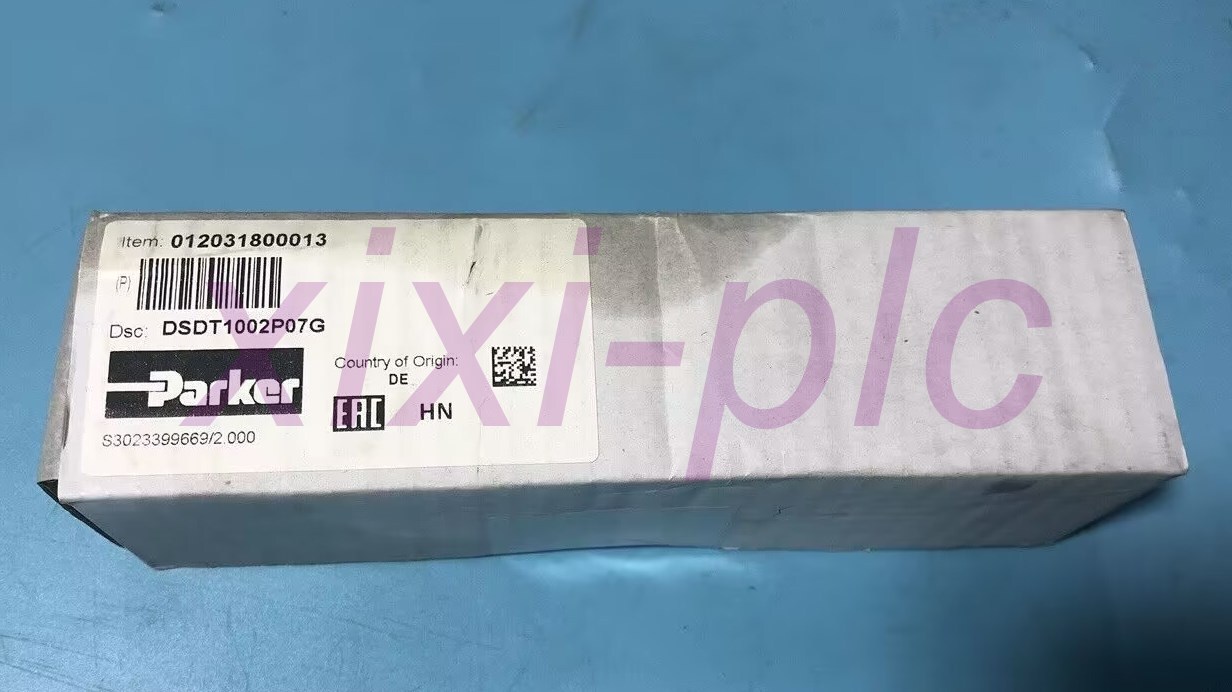 Item: 012031800013
(P)
Dsc: DSDT1002P07G
Parker
Country of Origin:
DE
EAC HN
S3023399669/2.000
xixi-plc